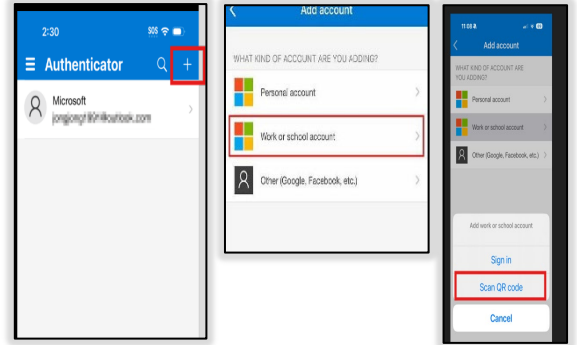 2:30
SOS
Authenticator
Microsoft
Add account
WHAT KIND OF ACCOUNT ARE YOU ADDING?
Personal account
Work or school account
Other (Google, Facebook, etc.)
Add account
WHAT KIND OF ACCOUNT ARE
YOU ADDING?
Personal account
Work or school account
Other (Google, Facebook, etc.)
Add work or school account
Sign in
Scan QR code
Cancel